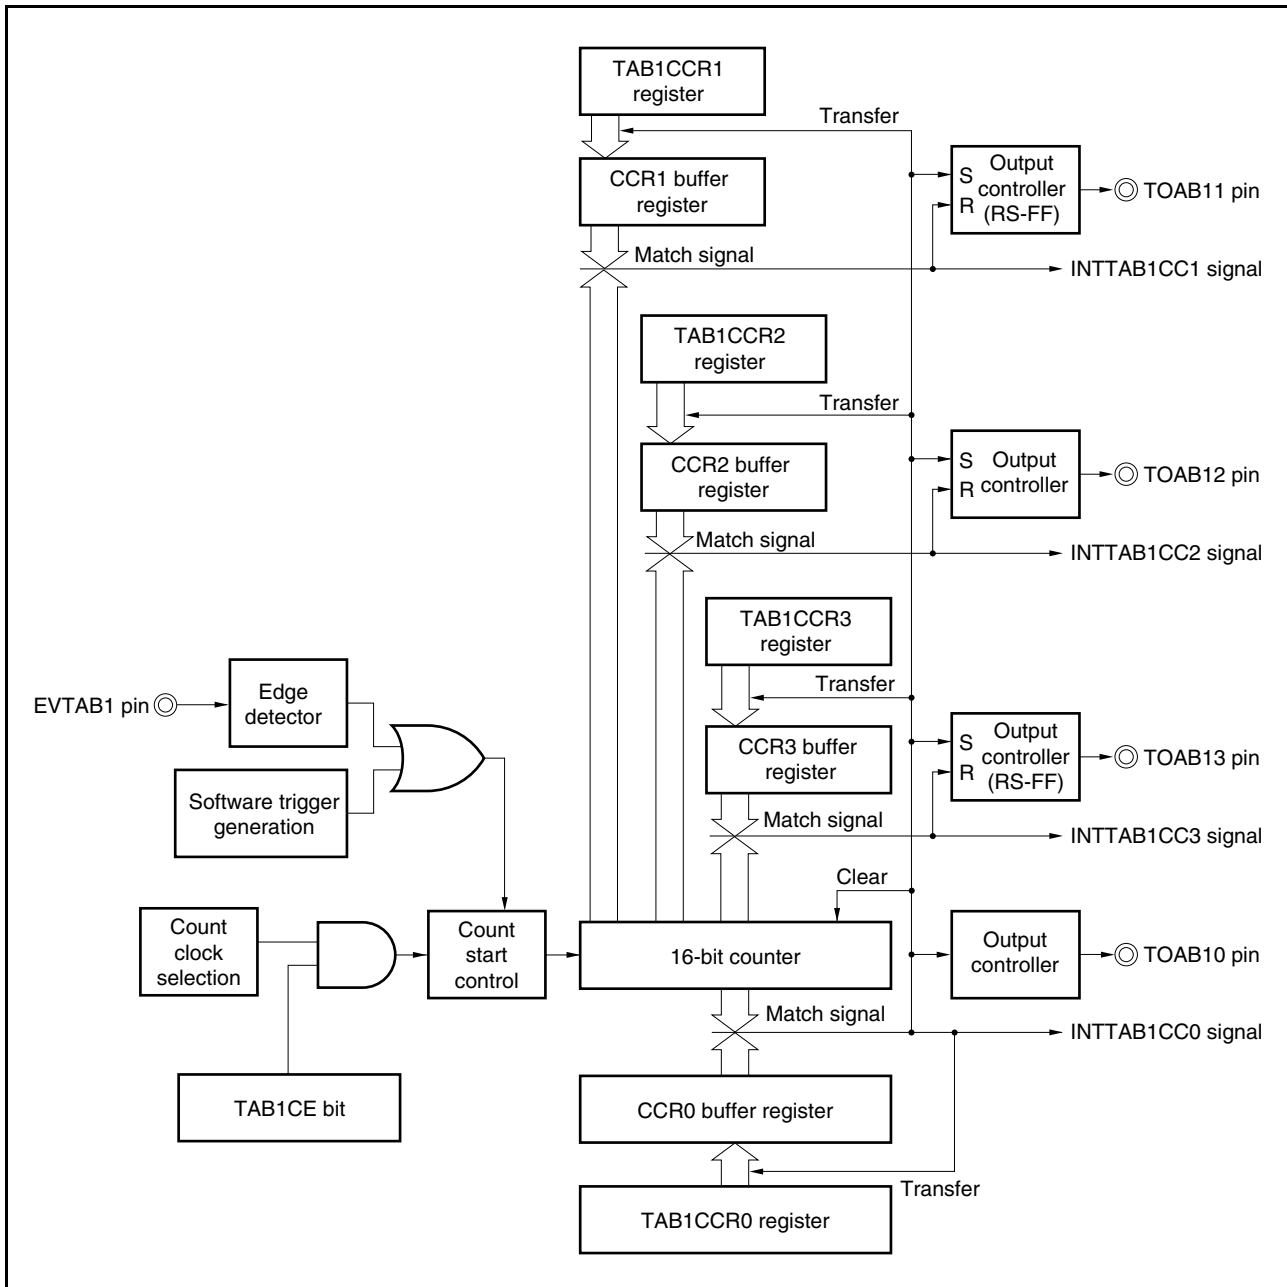 TAB1CCR1
register
Transfer
CCR1 buffer
register
S
R
Output
controller
(RS-FF)
TOAB11 pin
Match signal
INTTAB1CC1 signal
TAB1CCR2
register
Transfer
CCR2 buffer
register
S
R
Output
controller
TOAB12 pin
Match signal
INTTAB1CC2 signal
TAB1CCR3
register
Transfer
EVTAB1 pin
Edge
detector
CCR3 buffer
register
S
R
Output
controller
(RS-FF)
TOAB13 pin
Software trigger
generation
Match signal
INTTAB1CC3 signal
Clear
Count
clock
selection
Count
start
control
16-bit counter
Output
controller
TOAB10 pin
Match signal
INTTAB1CC0 signal
TAB1CE bit
CCR0 buffer register
Transfer
TAB1CCR0 register